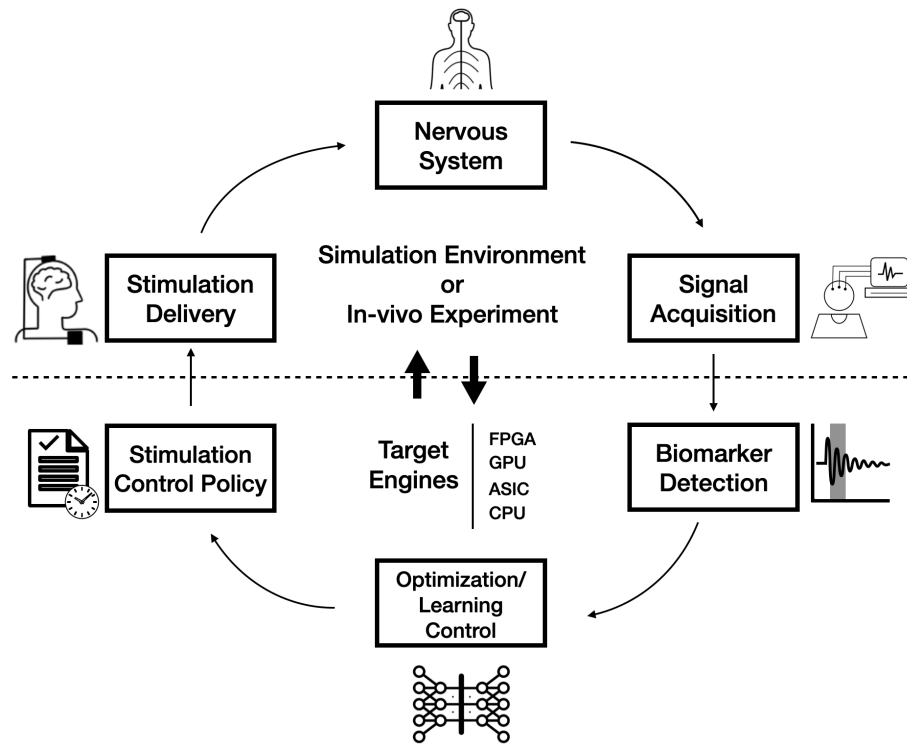 Nervous
System
Simulation Environment
or
In-vivo Experiment
Stimulation
Delivery
Signal
Acquisition
Stimulation
Control Policy
Target
Engines
FPGA
GPU
ASIC
CPU
Biomarker
Detection
Optimization/
Learning
Control